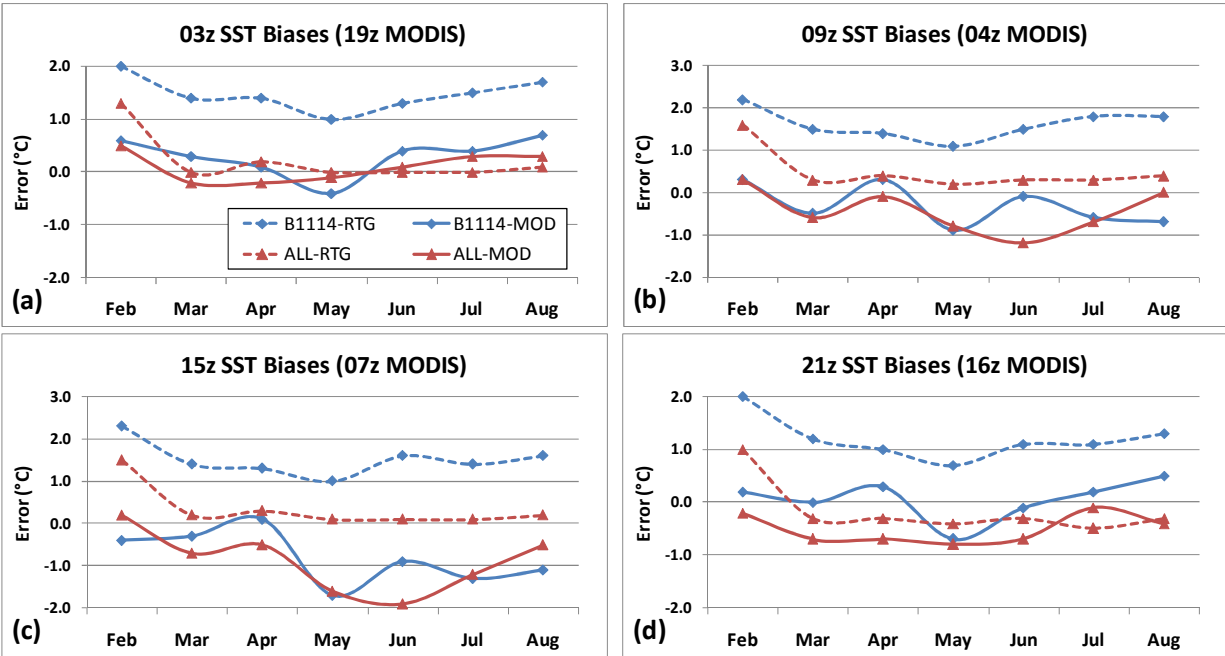 03z SST Biases (19z MODIS)
2.0
1.0
0.0
-1.0
-2.0
Error (°C)
B1114-RTG
B1114-MOD
ALL-RTG
ALL-MOD
(a)
Feb Mar Apr May Jun Jul Aug
09z SST Biases (04z MODIS)
3.0
2.0
1.0
0.0
-1.0
-2.0
Error (°C)
(b)
Feb Mar Apr May Jun Jul Aug
15z SST Biases (07z MODIS)
3.0
2.0
1.0
0.0
-1.0
-2.0
Error (°C)
(c)
Feb Mar Apr May Jun Jul Aug
21z SST Biases (16z MODIS)
2.0
1.0
0.0
-1.0
-2.0
Error (°C)
(d)
Feb Mar Apr May Jun Jul Aug